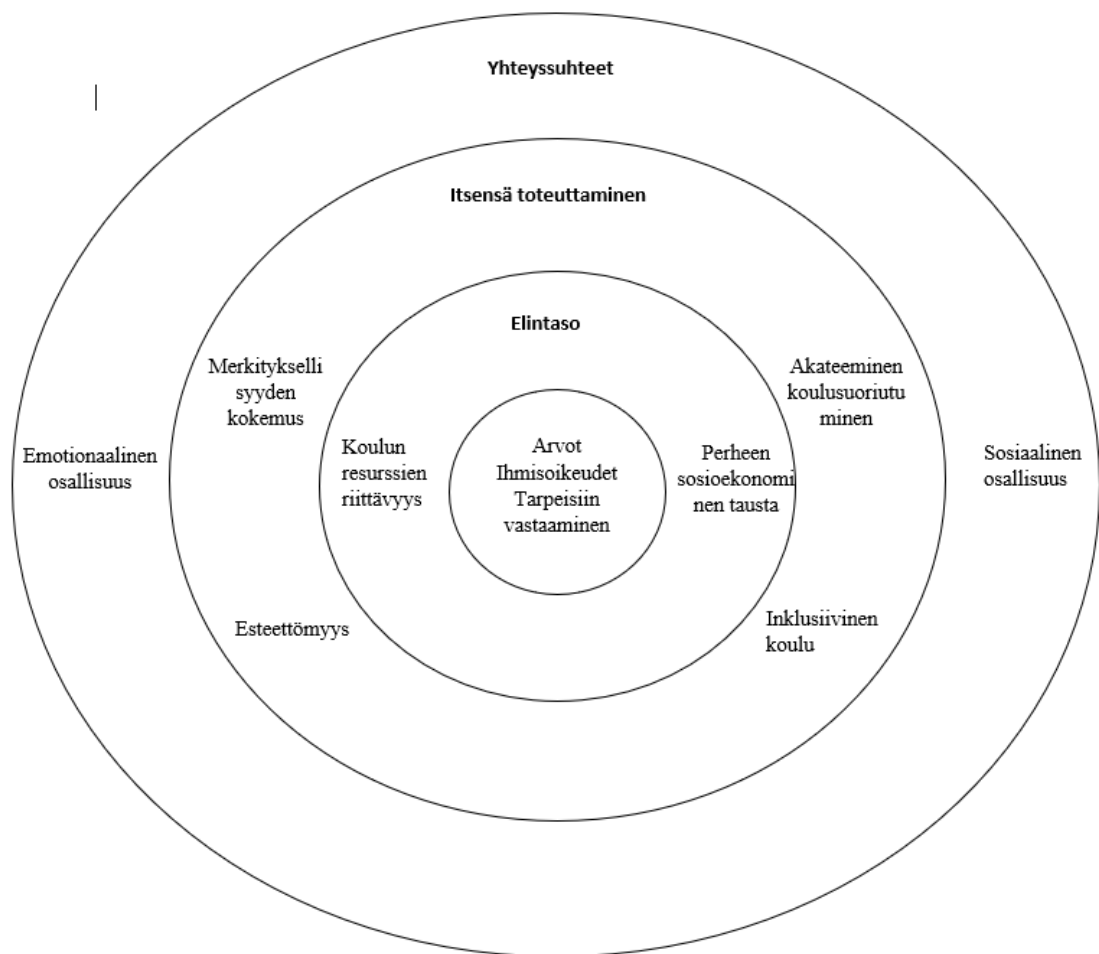 Yhteyssuhteet
Itsensä toteuttaminen
Elintaso
Merkitykselli
syyden
kokemus
Akateeminen
koulusuoriutu
minen
Emotionaalinen
osallisuus
Koulun
resurssien
riittävyys
Arvot
Ihmisoikeudet
Tarpeisiin
vastaaminen
Perheen
sosioekonomi
nen tausta
Sosiaalinen
osallisuus
Esteettömyys
Inklusiivinen
koulu